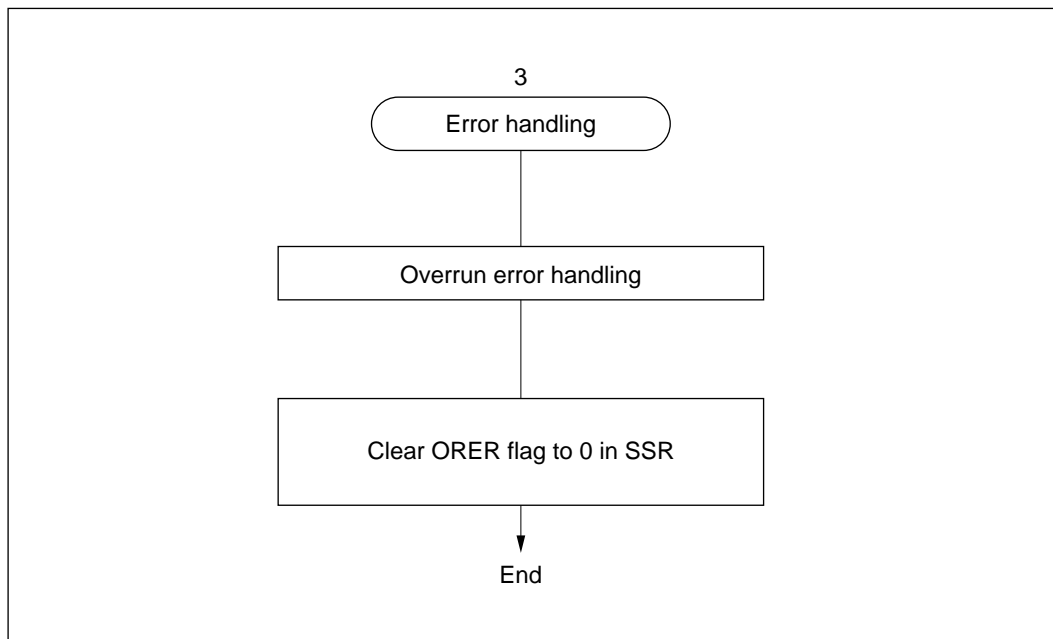 3
Error handling
Overrun error handling
Clear ORER flag to 0 in SSR
End